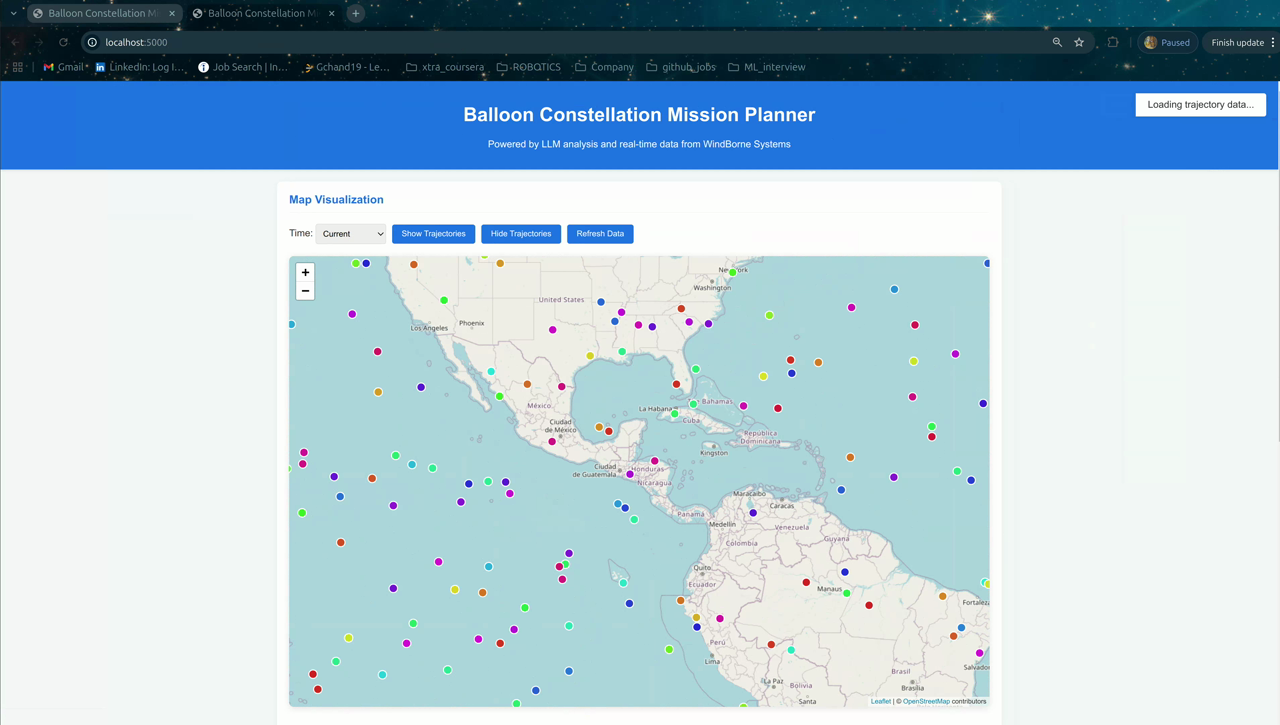 Balloon Constellation Mi
Balloon Constellation M
localhost:5000
Paused
Finish update
Gmail
LinkedIn: Log I...
Job Search | In...
Gchand19 - Le...
xtra_coursera
ROBOTICS
Company
github_jobs
ML_interview
Balloon Constellation Mission Planner
Loading trajectory data...
Powered by LLM analysis and real-time data from WindBorne Systems
Map Visualization
Time:
Current
Show Trajectories
Hide Trajectories
Refresh Data
+
−
New York
Washington
United States
Los Angeles
Phoenix
México
La Habana
Bahamas
Cuba
Ciudad
de México
República
Dominicana
Kingston
Ciudad
de Guatemala
Honduras
Nicaragua
Maracaibo
Caracas
Panamá
Medellín
Venezuela
Guyana
Colombia
Quito
Ecuador
Manaus
Fortaleza
Perú
Lima
Salvador
Brasil
La Paz
Bolivia
Brasília
Santa
Leaflet | © OpenStreetMap contributors